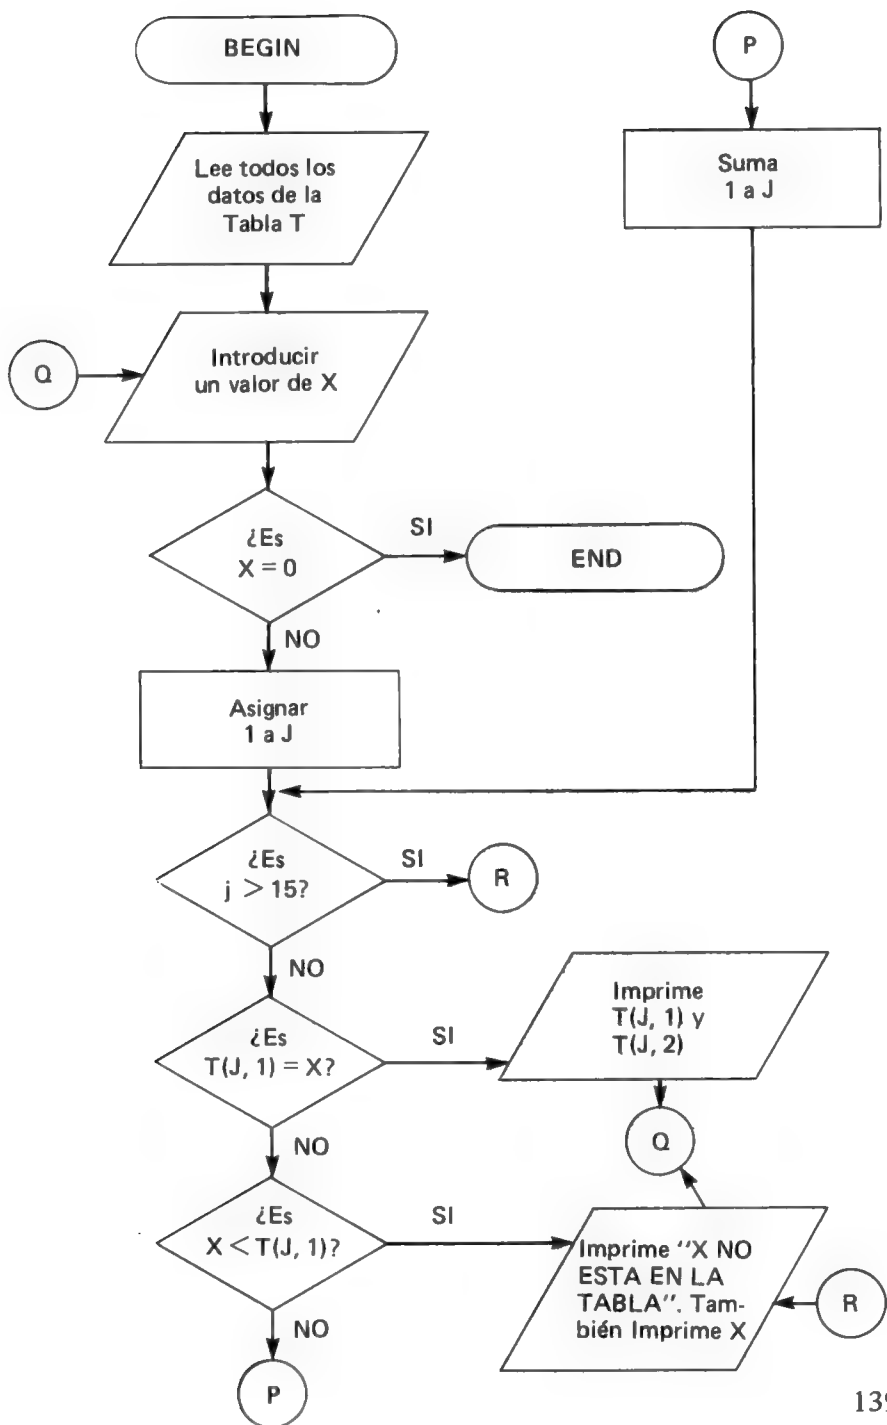 BEGIN
Lee todos los
datos de la
Tabla T
Q
Introducir
un valor de X
¿Es
X = 0
SI
END
NO
Asignar
1 a J
P
Suma
1 a J
¿Es
j > 15?
SI
R
NO
¿Es
T(J, 1) = X?
SI
Imprime
T(J, 1) y
T(J, 2)
Q
NO
¿Es
X < T(J, 1)?
SI
Imprime “X NO
ESTA EN LA
TABLA”. Tam-
bién Imprime X
R
NO
P
139